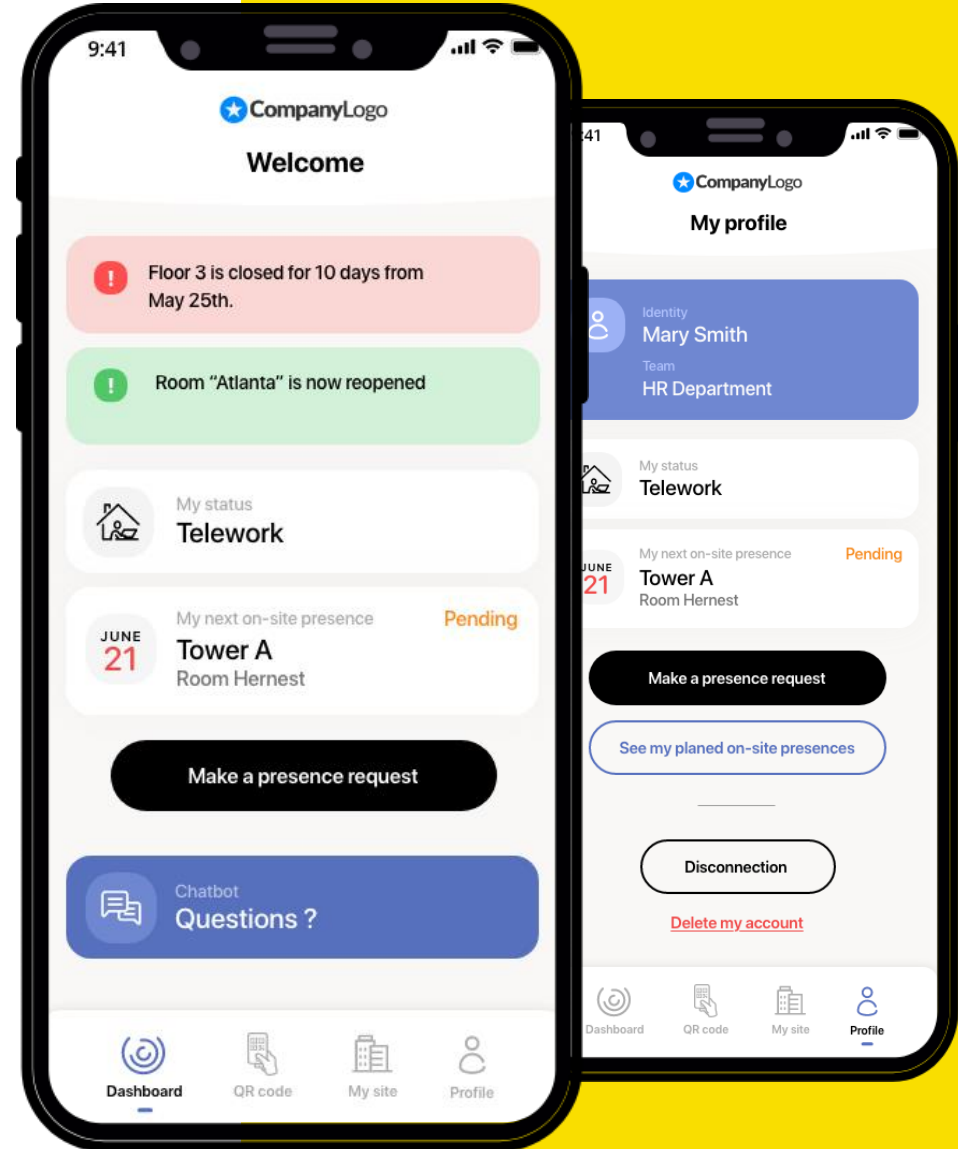 9:41
CompanyLogo
Welcome
Floor 3 is closed for 10 days from
May 25th.
Room “Atlanta” is now reopened
My status
Telework
JUNE
21
My next on-site presence
Pending
Tower A
Room Hernest
Make a presence request
Chatbot
Questions ?
Dashboard
QR code
My site
Profile
:41
CompanyLogo
My profile
Identity
Mary Smith
Team
HR Department
My status
Telework
JUNE
21
My next on-site presence
Pending
Tower A
Room Hernest
Make a presence request
See my planed on-site presences
Disconnection
Delete my account
Dashboard
QR code
My site
Profile